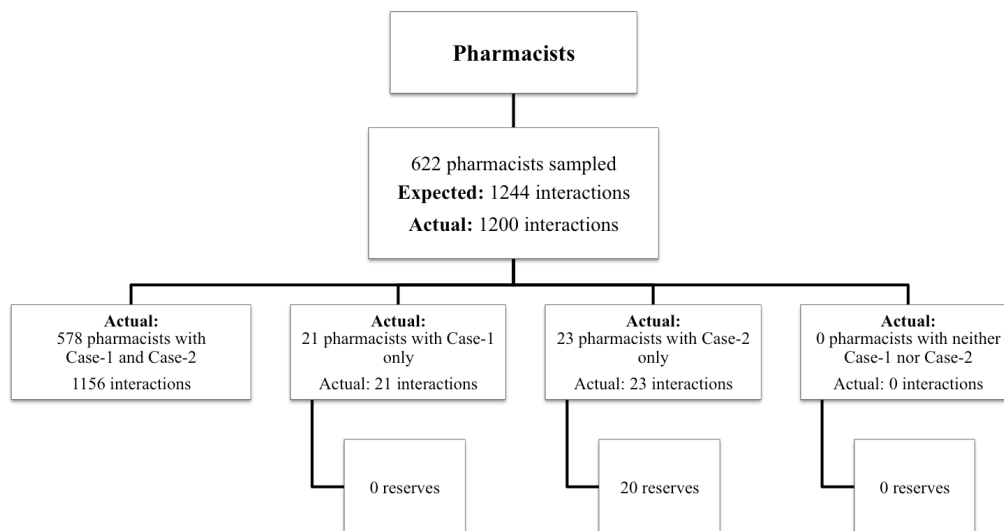 Pharmacists
622 pharmacists sampled
Expected: 1244 interactions
Actual: 1200 interactions
Actual:
578 pharmacists with
Case-1 and Case-2
1156 interactions
Actual:
21 pharmacists with Case-1
only
Actual: 21 interactions
Actual:
23 pharmacists with Case-2
only
Actual: 23 interactions
Actual:
0 pharmacists with neither
Case-1 nor Case-2
Actual: 0 interactions
0 reserves
20 reserves
0 reserves